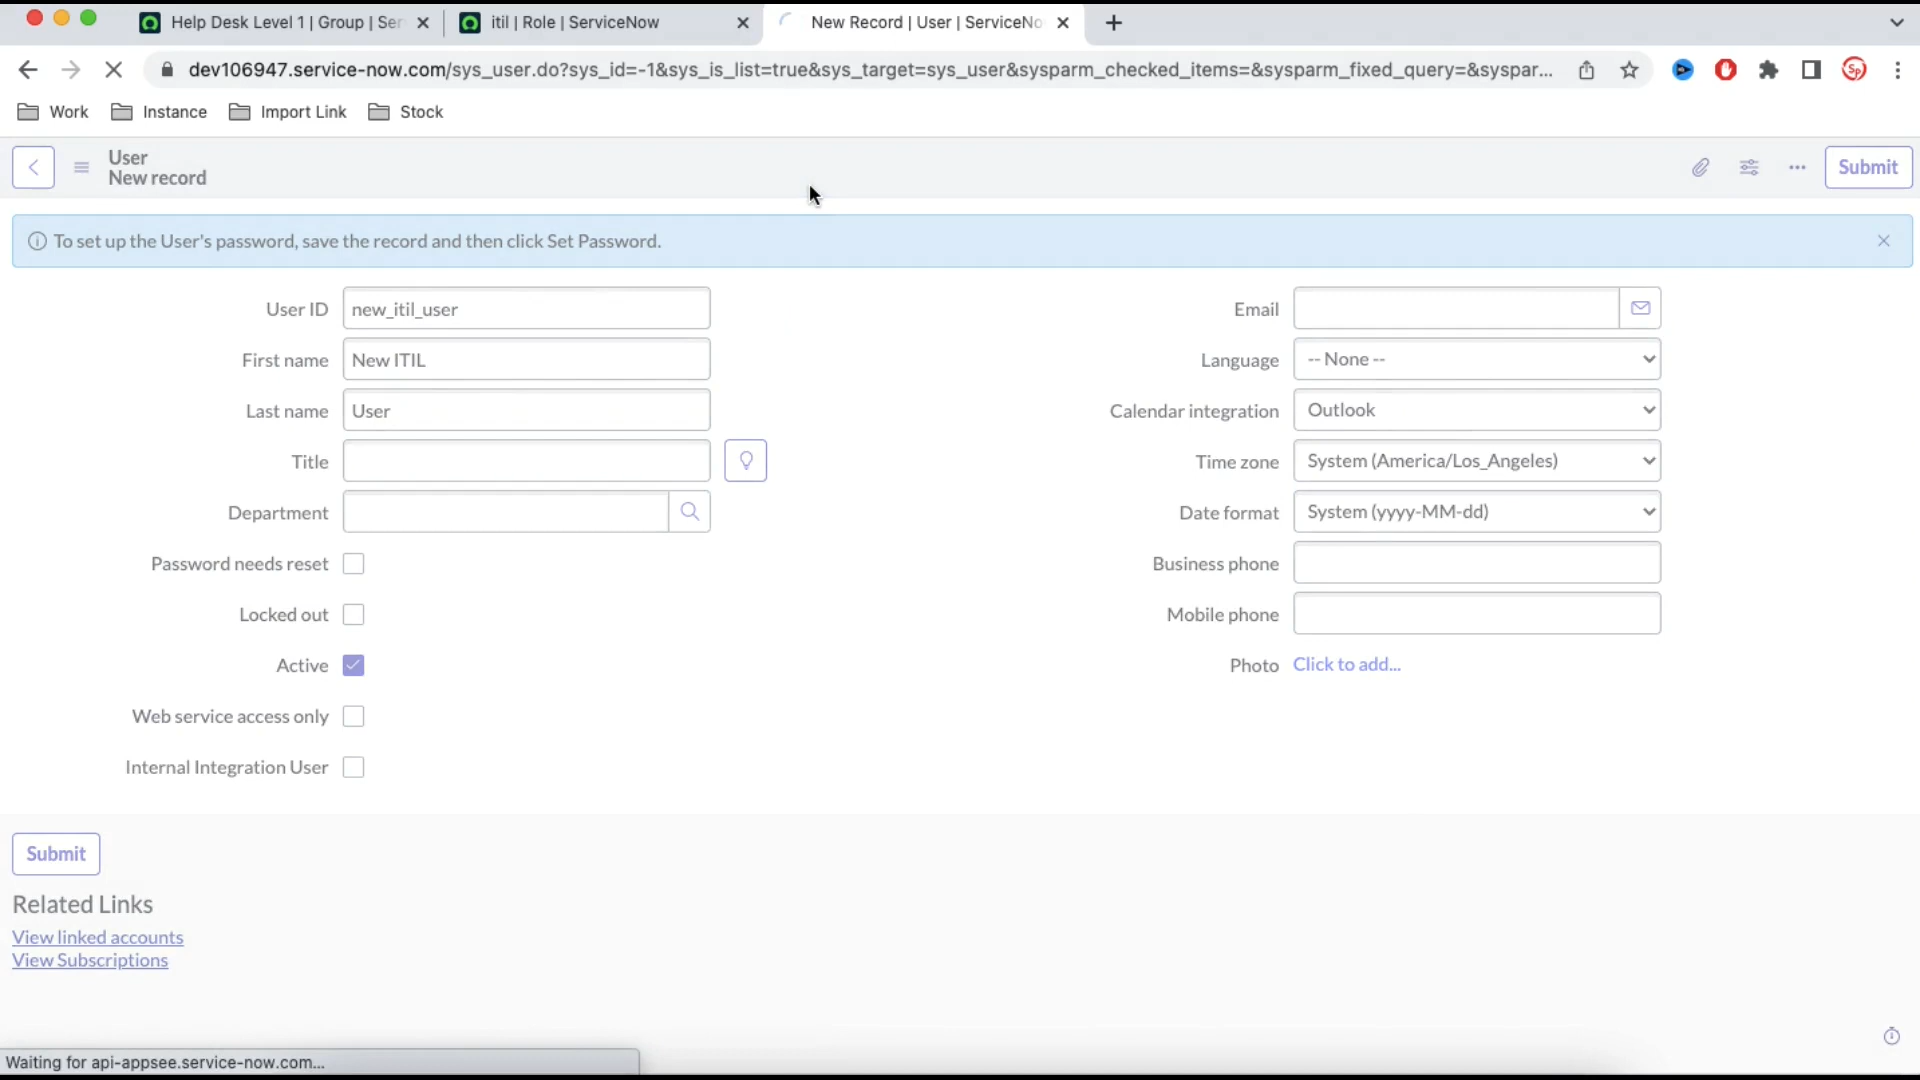 Help Desk Level 1 | Group | Ser
itil | Role | ServiceNow
New Record | User | ServiceNo
dev106947.service-now.com/sys_user.do?sys_id=-1&sys_is_list=true&sys_target=sys_user&sysparm_checked_items=&sysparm_fixed_query=&syspar...
Sp
Work
Instance
Import Link
Stock
User
New record
Submit
To set up the User's password, save the record and then click Set Password.
User ID new_itil_user
First name New ITIL
Last name User
Title
Department
Password needs reset
Locked out
Active
Web service access only
Internal Integration User
Email
Language -- None --
Calendar integration Outlook
Time zone System (America/Los_Angeles)
Date format System (yyyy-MM-dd)
Business phone
Mobile phone
Photo Click to add...
Submit
Related Links
View linked accounts
View Subscriptions
Waiting for api-appsee.service-now.com...